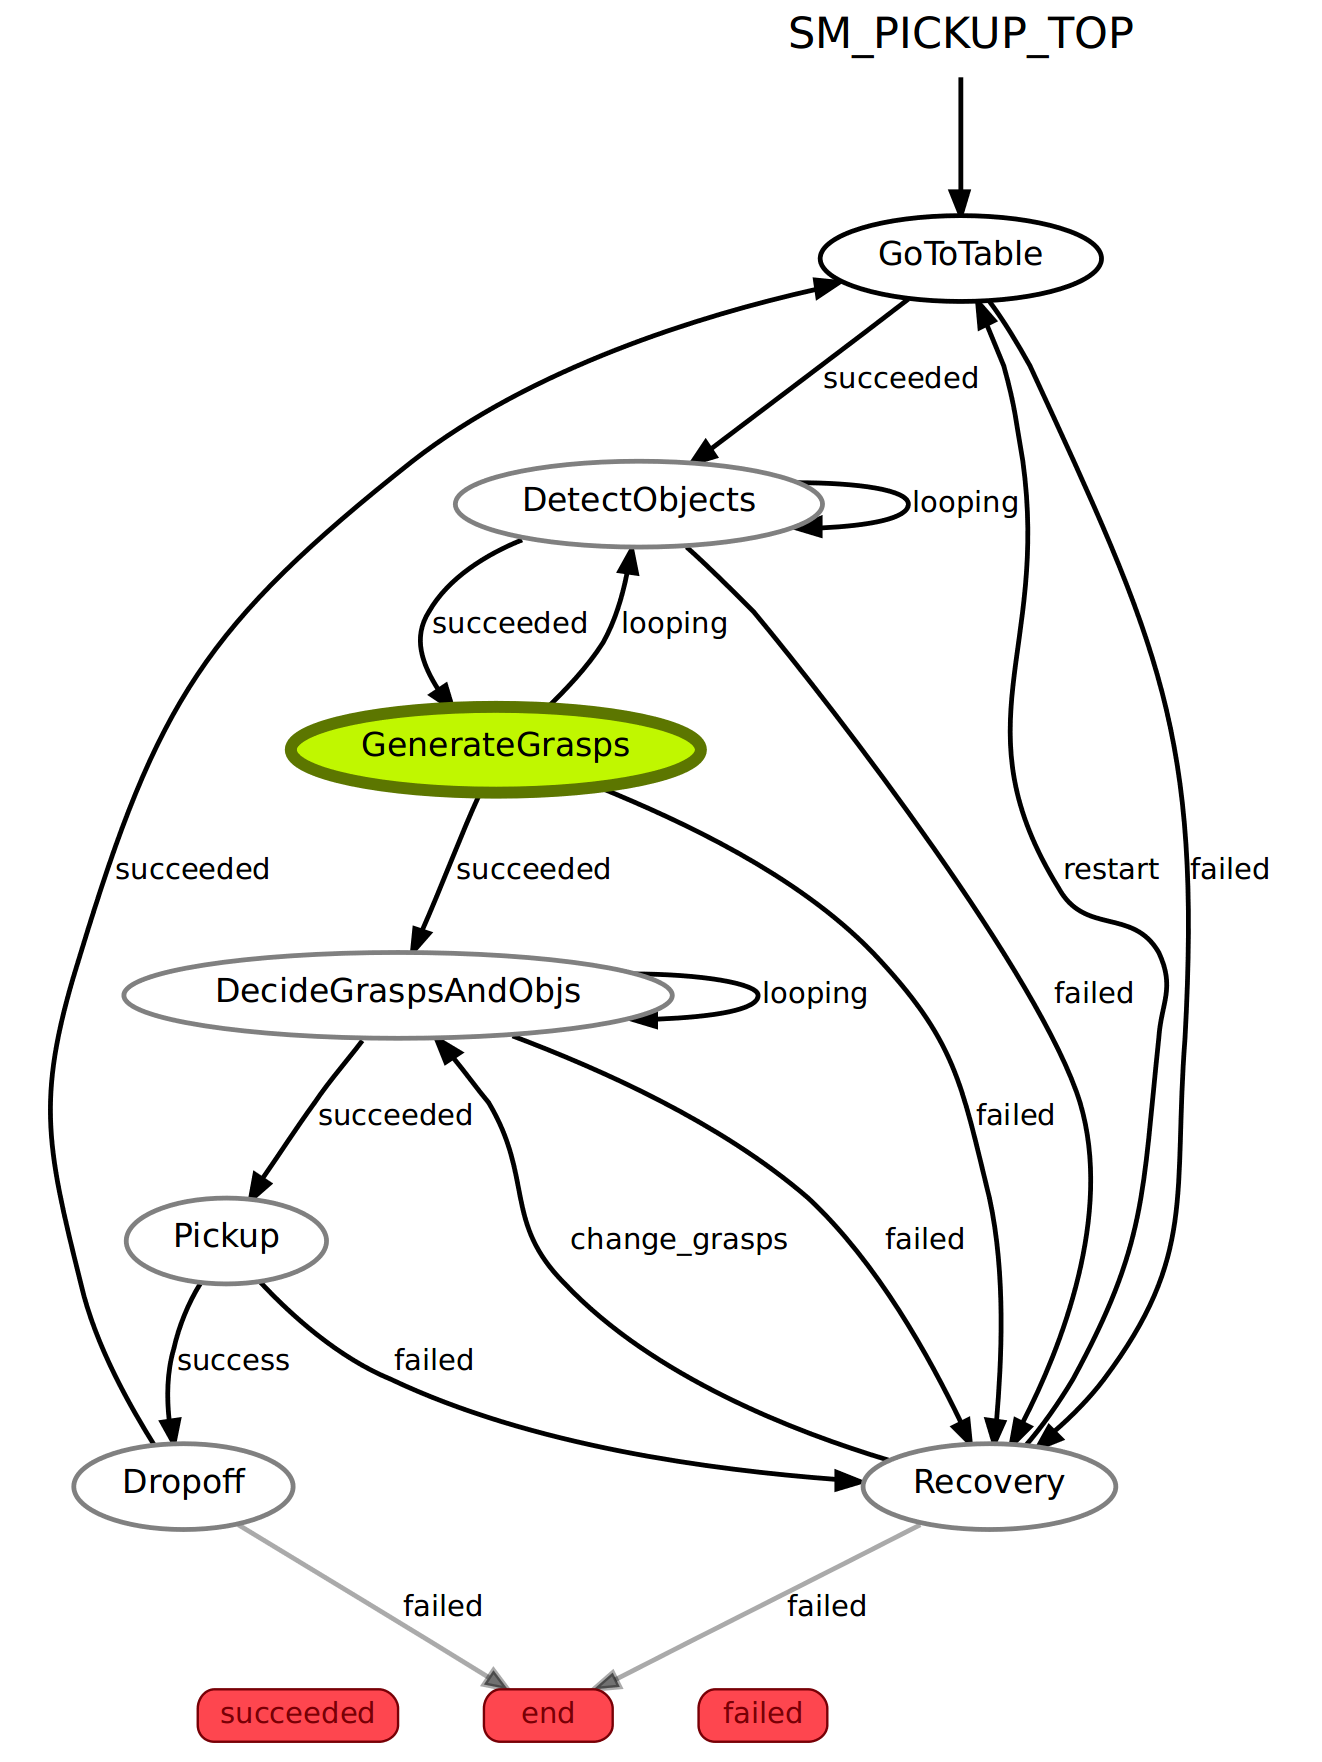 SM_PICKUP_TOP
GoToTable
succeeded
DetectObjects
looping
succeeded
looping
GenerateGrasps
succeeded
succeeded
restart
failed
DecideGraspsAndObjs
looping
failed
succeeded
failed
Pickup
change_grasps
failed
success
failed
Dropoff
Recovery
failed
failed
succeeded
end
failed